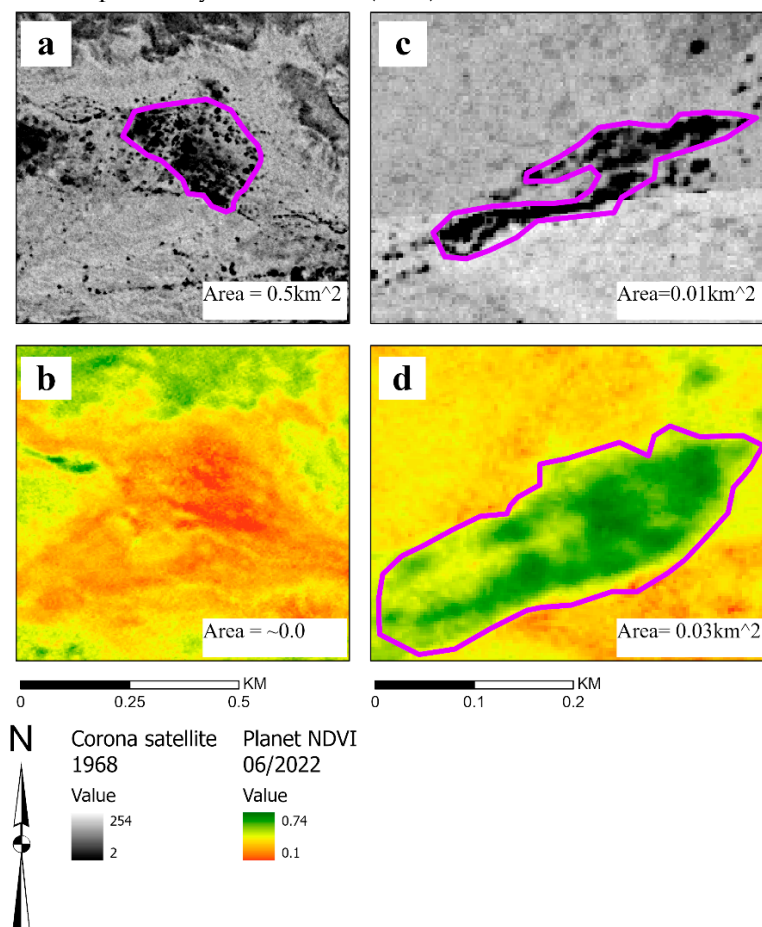 a
c
Area = 0.5km^2
Area=0.01km^2
b
d
Area = ~0.0
Area= 0.03km^2
KM
0 0.25 0.5
KM
0 0.1 0.2
N
Corona satellite
1968
Value
254
2
Planet NDVI
06/2022
Value
0.74
0.1